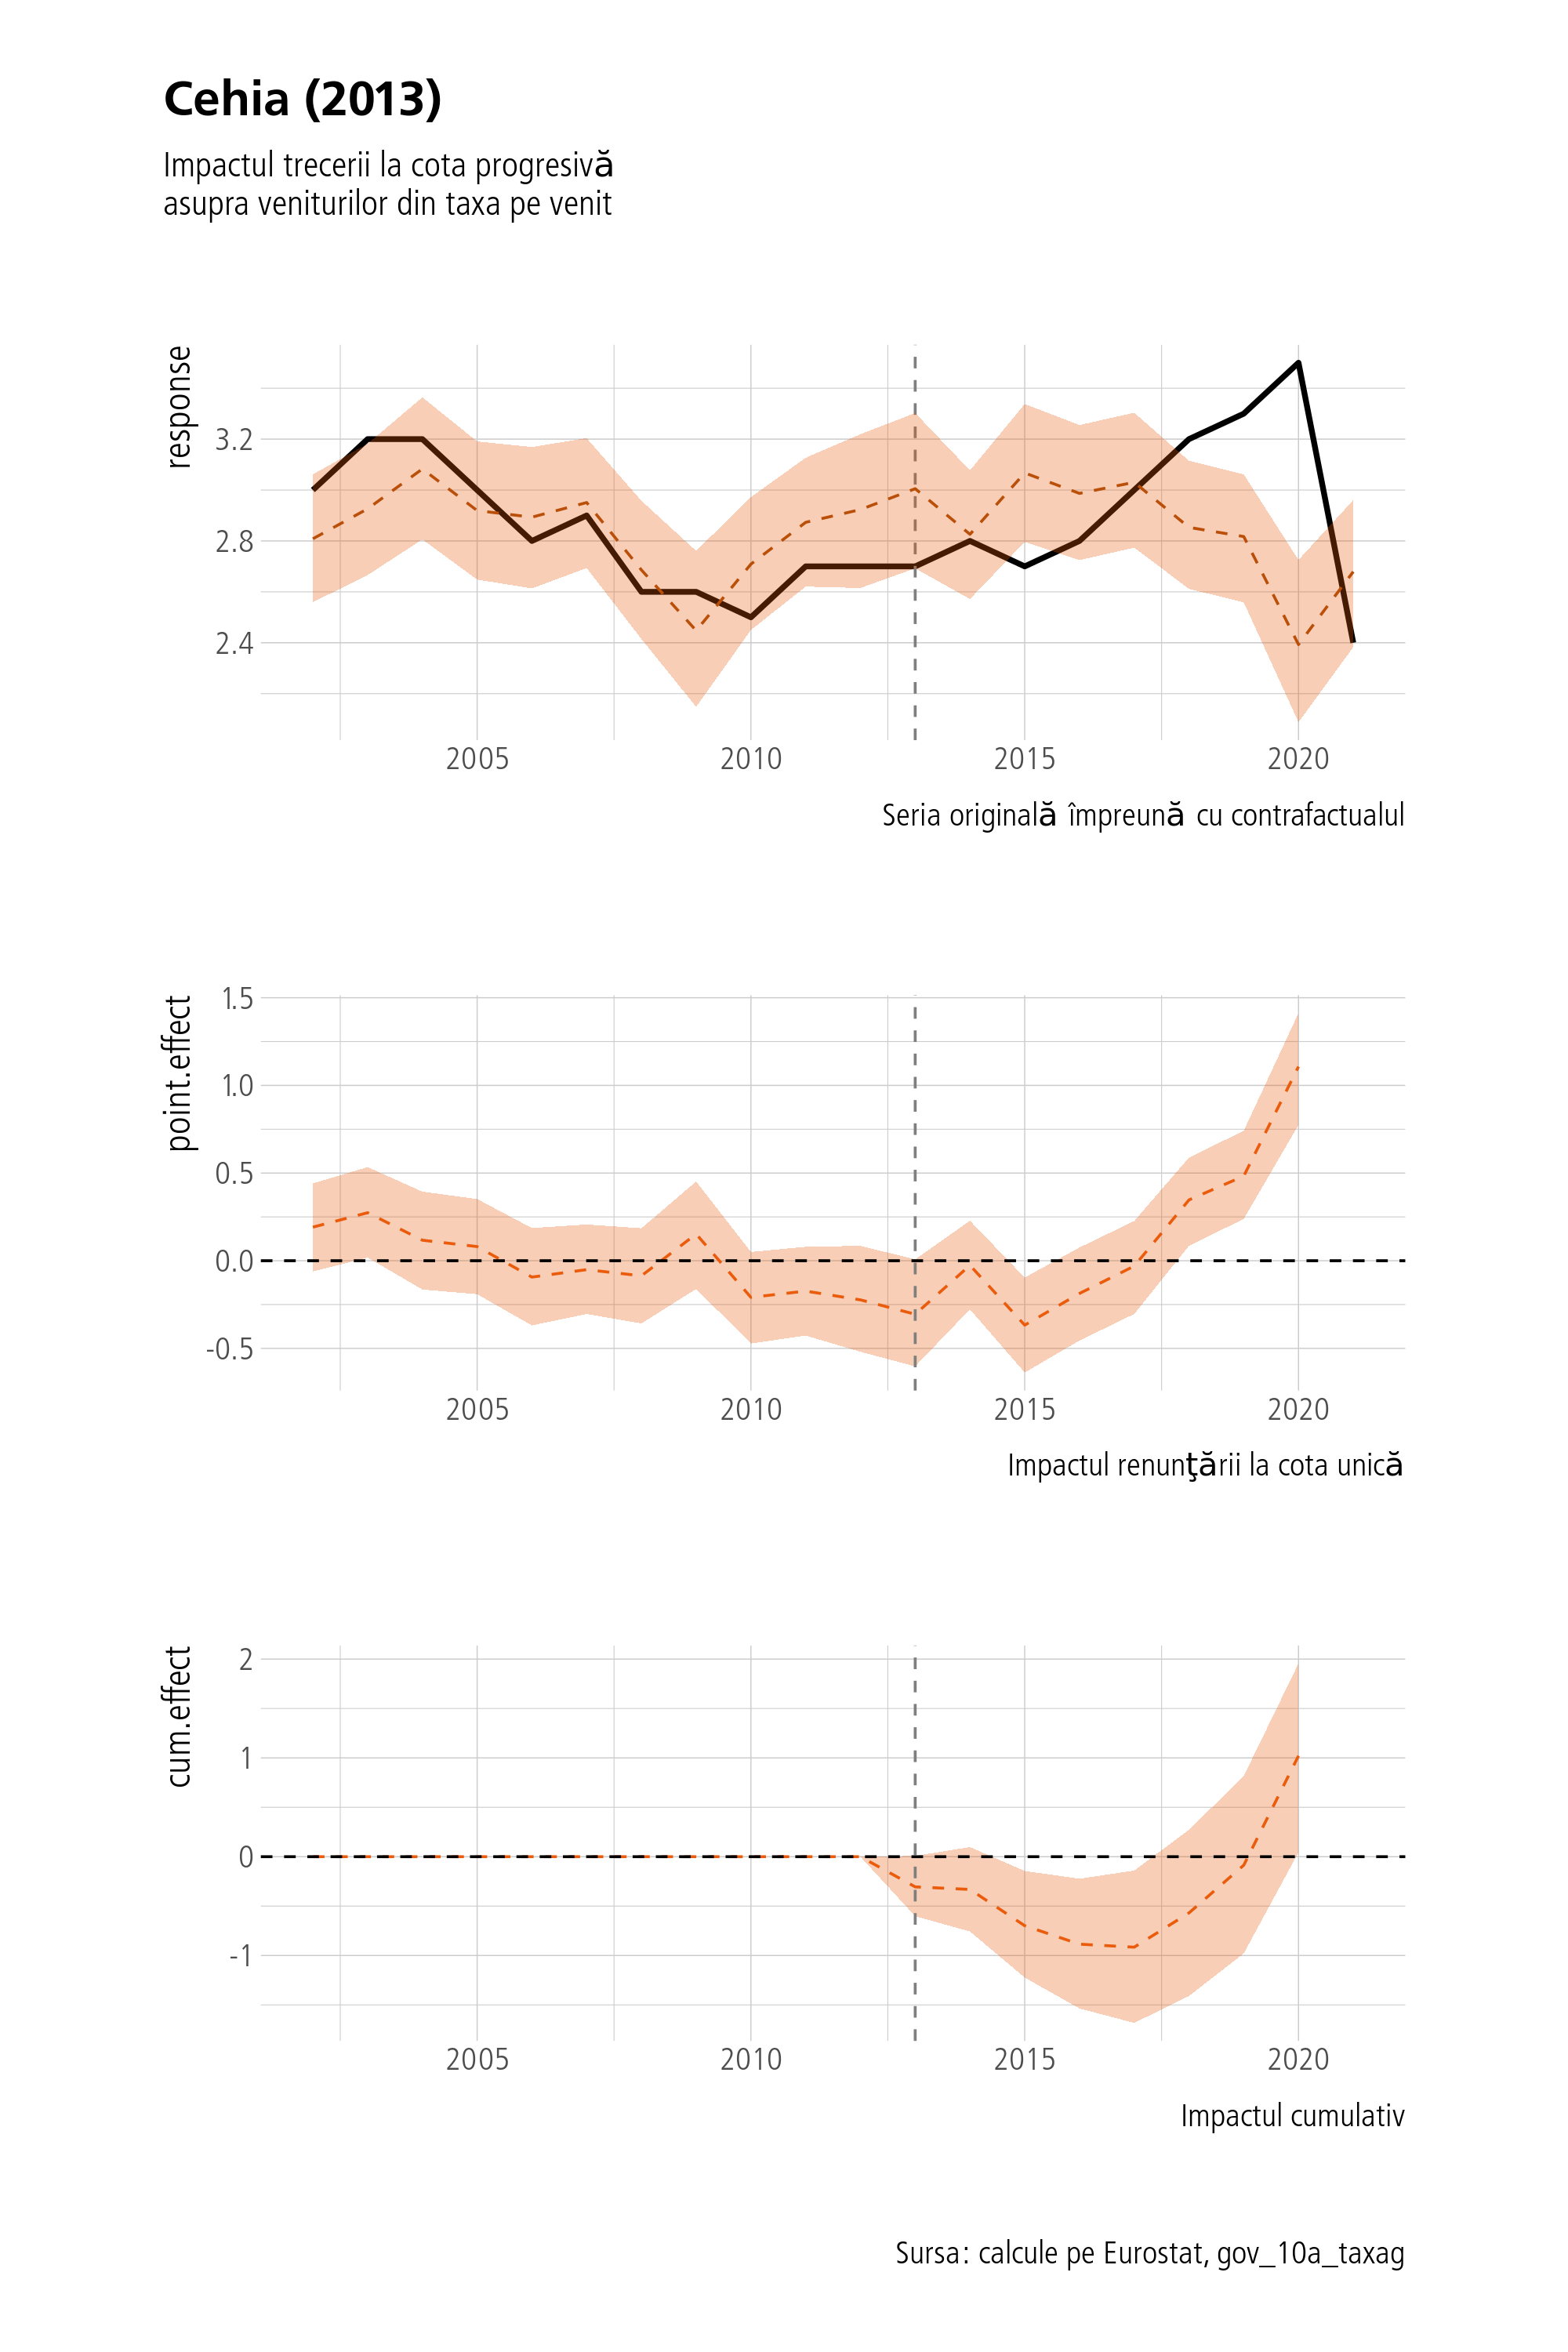 Cehia (2013)
Impactul trecerii la cota progresivă
asupra veniturilor din taxa pe venit
response
3.2
2.8
2.4
2005 2010 2015 2020
Seria originală împreună cu contrafactualul
point.effect
1.5
1.0
0.5
0.0
-0.5
2005 2010 2015 2020
Impactul renunţării la cota unică
cum.effect
2
1
0
-1
2005 2010 2015 2020
Impactul cumulativ
Sursa: calcule pe Eurostat, gov_10a_taxag